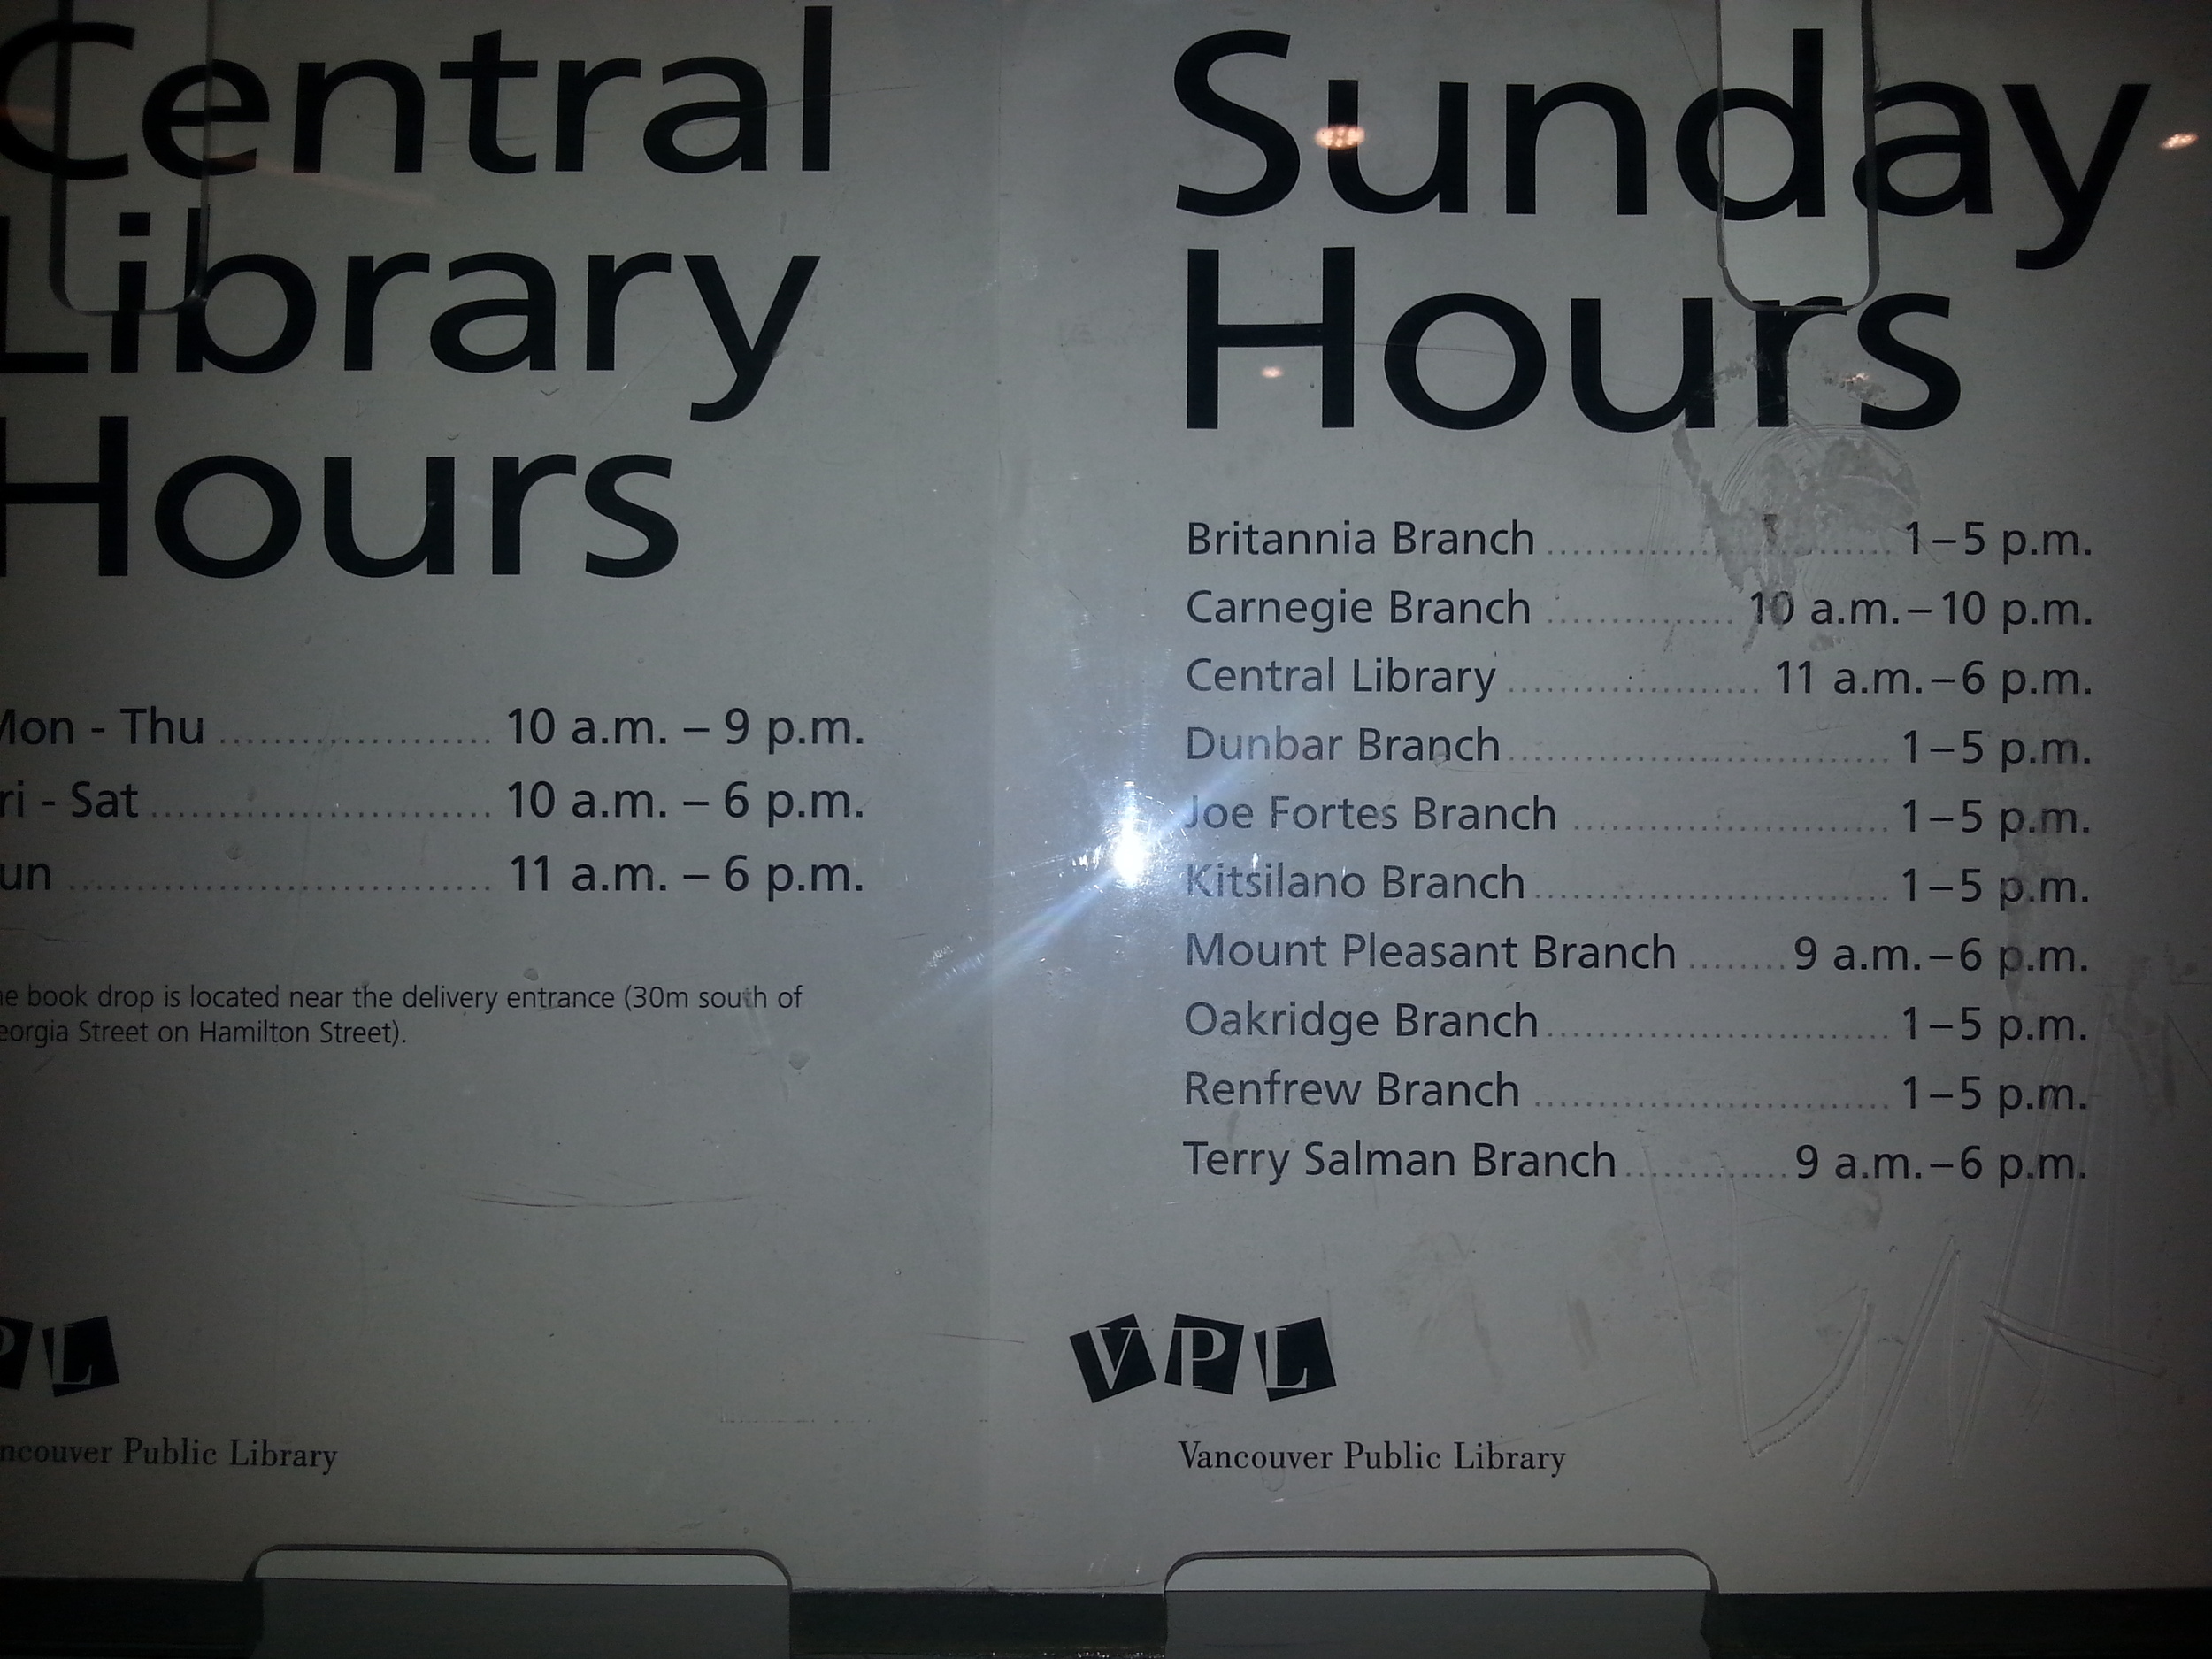 Central
Library
Hours
Mon - Thu ........................ 10 a.m. – 9 p.m.
ri - Sat .............................. 10 a.m. – 6 p.m.
un ..................................... 11 a.m. – 6 p.m.
e book drop is located near the delivery entrance (30m south of
eorgia Street on Hamilton Street).
PL
ncouver Public Library
Sunday
Hours
Britannia Branch ................................ 1–5 p.m.
Carnegie Branch ................. 10 a.m.–10 p.m.
Central Library ....................... 11 a.m.–6 p.m.
Dunbar Branch ................................... 1–5 p.m.
Joe Fortes Branch ............................. 1–5 p.m.
Kitsilano Branch ................................ 1–5 p.m.
Mount Pleasant Branch ........ 9 a.m.–6 p.m.
Oakridge Branch ............................... 1–5 p.m.
Renfrew Branch ................................ 1–5 p.m.
Terry Salman Branch ............. 9 a.m.–6 p.m.
VPL
Vancouver Public Library